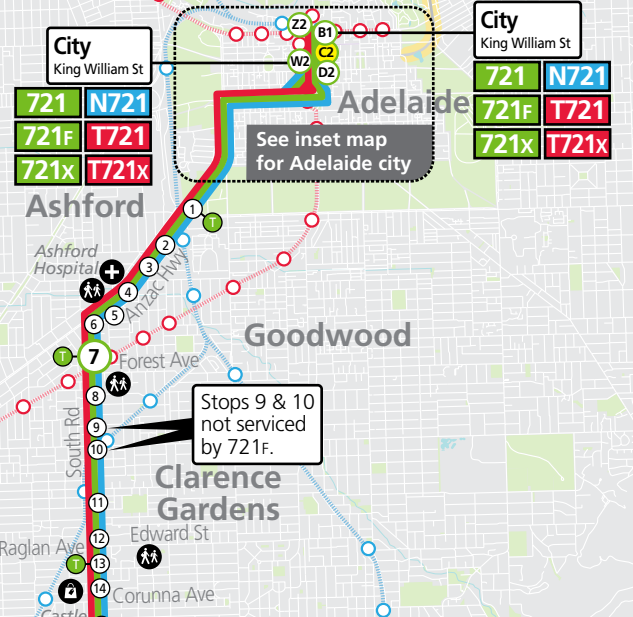 City
King William St
721 N721
721F T721
721X T721X
Z2
B1
C2
W2
D2
City
King William St
721 N721
721F T721
721X T721X
Adelaide
See inset map
for Adelaide city
Ashford
1
T
Ashford
Hospital
2
3
4
Anzac Hwy
5
6
Goodwood
T
7
Forest Ave
8
Stops 9 & 10
not serviced
by 721F.
South Rd
9
10
Clarence
Gardens
11
Raglan Ave
12
Edward St
T
13
14
Corunna Ave
Castle